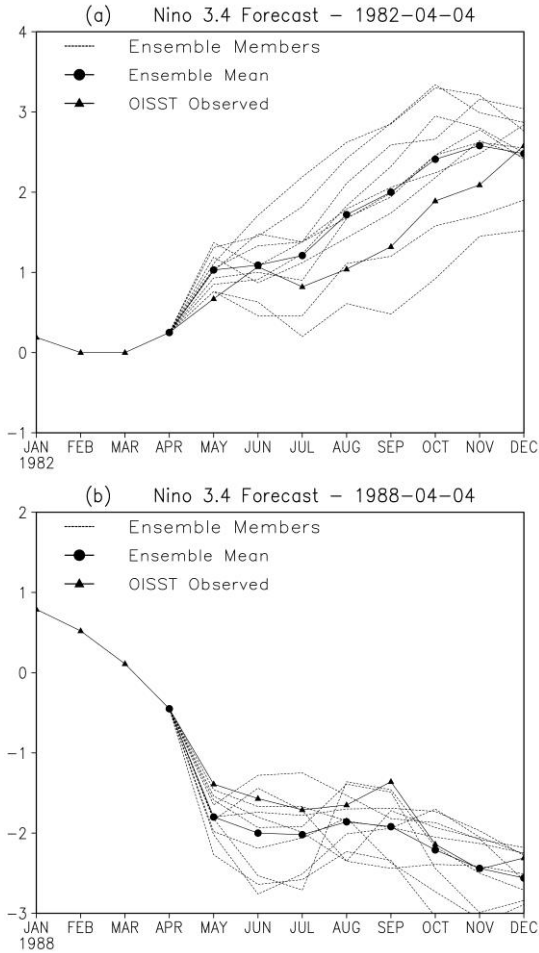 (a) Nino 3.4 Forecast – 1982-04-04
4
Ensemble Members
Ensemble Mean
3
OISST Observed
2
1
0
-1
JAN FEB MAR APR MAY JUN JUL AUG SEP OCT NOV DEC
1982
(b) Nino 3.4 Forecast – 1988-04-04
2
Ensemble Members
Ensemble Mean
OISST Observed
1
0
-1
-2
-3
JAN FEB MAR APR MAY JUN JUL AUG SEP OCT NOV DEC
1988